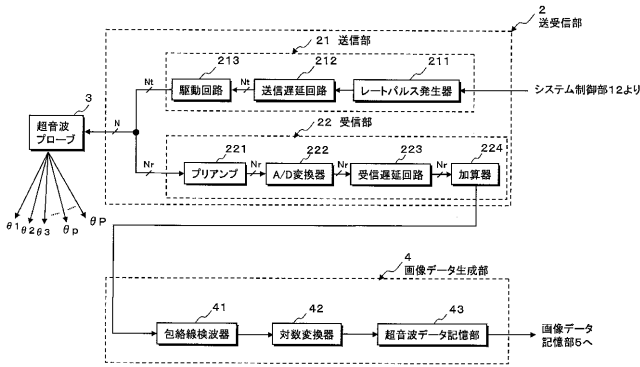 2
送受信部
21 送信部
213
212
211
駆動回路
Nt
送信遅延回路
Nt
レートパルス発生器
システム制御部12より
3
超音波
プローブ
N
22 受信部
221
222
223
224
Nr
プリアンプ
Nr
A/D変換器
Nr
受信遅延回路
Nr
加算器
θ1 θ2 θ3 θp θP
4
画像データ生成部
41
42
43
包絡線検波器
対数変換器
超音波データ記憶部
画像データ
記憶部5へ